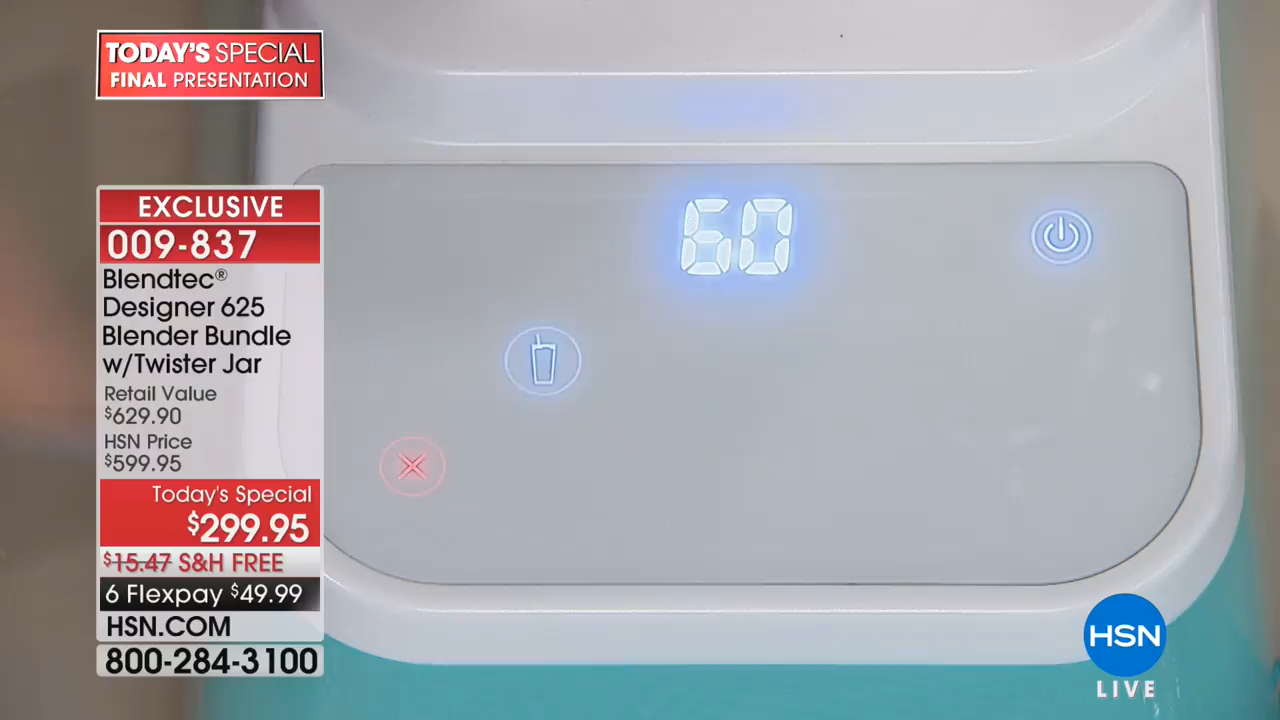 TODAY'S SPECIAL
FINAL PRESENTATION
EXCLUSIVE
009-837
Blendtec®
Designer 625
Blender Bundle
w/Twister Jar
Retail Value
$629.90
HSN Price
$599.95
Today's Special
$299.95
$15.47 S&H FREE
6 Flexpay $49.99
HSN.COM
800-284-3100
60
HSN
LIVE